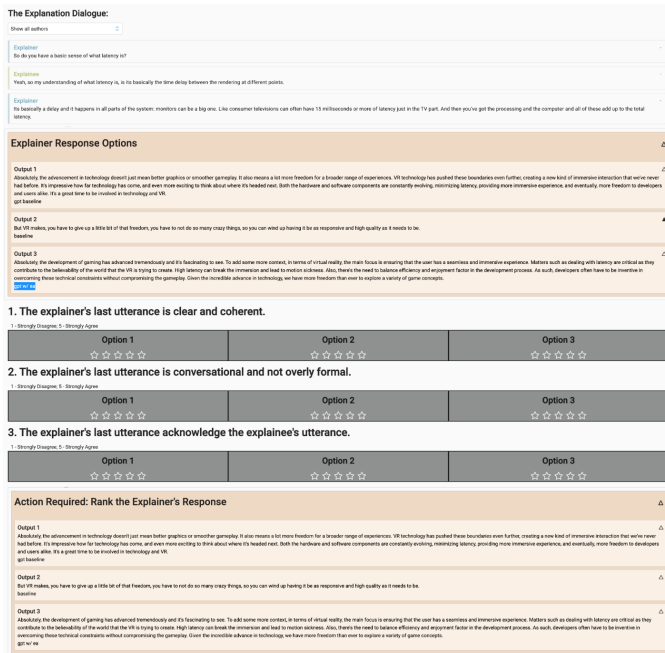 The Explanation Dialogue:
Show all authors
Explainer
So do you have a basic sense of what latency is?
Explainee
Yeah, so my understanding of what latency is, is its basically the time delay between the rendering at different points.
Explainer
Its basically a delay and it happens in all parts of the system: monitors can be a big one. Like consumer televisions can often have 15 milliseconds or more of latency just in the TV part. And then you've got the processing and the computer and all of these add up to the total
latency.
Explainer Response Options
Output 1
Absolutely, the advancement in technology doesn't just mean better graphics or smoother gameplay. It also means a lot more freedom for a broader range of experiences. VR technology has pushed these boundaries even further, creating a new kind of immersive interaction that we've never
had before. It's impressive how far technology has come, and even more exciting to think about where it's headed next. Both the hardware and software components are constantly evolving, minimizing latency, providing more immersive experience, and eventually, more freedom to developers
and users alike. It's a great time to be involved in technology and VR.
gpt baseline
Output 2
But VR makes, you have to give up a little bit of that freedom, you have to not do so many crazy things, so you can wind up having it be as responsive and high quality as it needs to be.
baseline
Output 3
Absolutely, the development of gaming has advanced tremendously and it's fascinating to see. To add some more context, in terms of virtual reality, the main focus is ensuring that the user has a seamless and immersive experience. Matters such as dealing with latency are critical as they
contribute to the believability of the world that the VR is trying to create. High latency can break the immersion and lead to motion sickness. Also, there's the need to balance efficiency and enjoyment factor in the development process. As such, developers often have to be inventive in
overcoming these technical constraints without compromising the gameplay. Given the incredible advance in technology, we have more freedom than ever to explore a variety of game concepts.
gpt w/ ea
1. The explainer's last utterance is clear and coherent.
1 - Strongly Disagree; 5 - Strongly Agree
Option 1 Option 2 Option 3
2. The explainer's last utterance is conversational and not overly formal.
1 - Strongly Disagree; 5 - Strongly Agree
Option 1 Option 2 Option 3
3. The explainer's last utterance acknowledge the explainee's utterance.
1 - Strongly Disagree; 5 - Strongly Agree
Option 1 Option 2 Option 3
Action Required: Rank the Explainer's Response
Output 1
Absolutely, the advancement in technology doesn't just mean better graphics or smoother gameplay. It also means a lot more freedom for a broader range of experiences. VR technology has pushed these boundaries even further, creating a new kind of immersive interaction that we've never
had before. It's impressive how far technology has come, and even more exciting to think about where it's headed next. Both the hardware and software components are constantly evolving, minimizing latency, providing more immersive experience, and eventually, more freedom to developers
and users alike. It's a great time to be involved in technology and VR.
gpt baseline
Output 2
But VR makes, you have to give up a little bit of that freedom, you have to not do so many crazy things, so you can wind up having it be as responsive and high quality as it needs to be.
baseline
Output 3
Absolutely, the development of gaming has advanced tremendously and it's fascinating to see. To add some more context, in terms of virtual reality, the main focus is ensuring that the user has a seamless and immersive experience. Matters such as dealing with latency are critical as they
contribute to the believability of the world that the VR is trying to create. High latency can break the immersion and lead to motion sickness. Also, there's the need to balance efficiency and enjoyment factor in the development process. As such, developers often have to be inventive in
overcoming these technical constraints without compromising the gameplay. Given the incredible advance in technology, we have more freedom than ever to explore a variety of game concepts.
gpt w/ ea